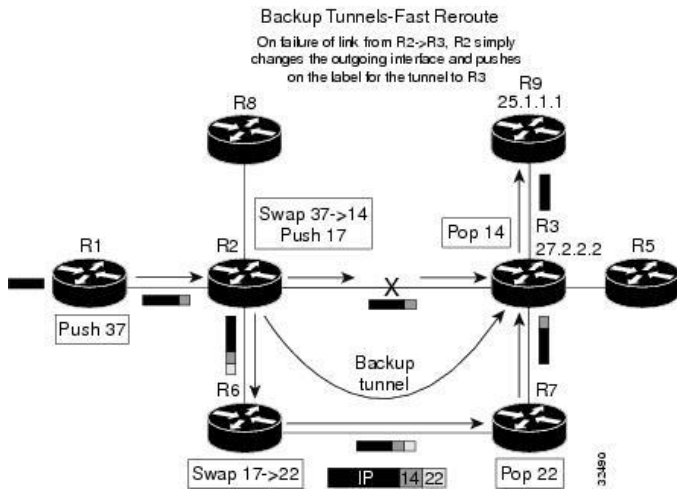 Backup Tunnels-Fast Reroute
On failure of link from R2->R3, R2 simply
changes the outgoing interface and pushes
on the label for the tunnel to R3
R9
25.1.1.1
R8
Swap 37->14
Push 17
Pop 14
R3
27.2.2.2
R1
R2
R5
X
Push 37
Backup
tunnel
R6
R7
Swap 17->22
IP 14 22
Pop 22
32490